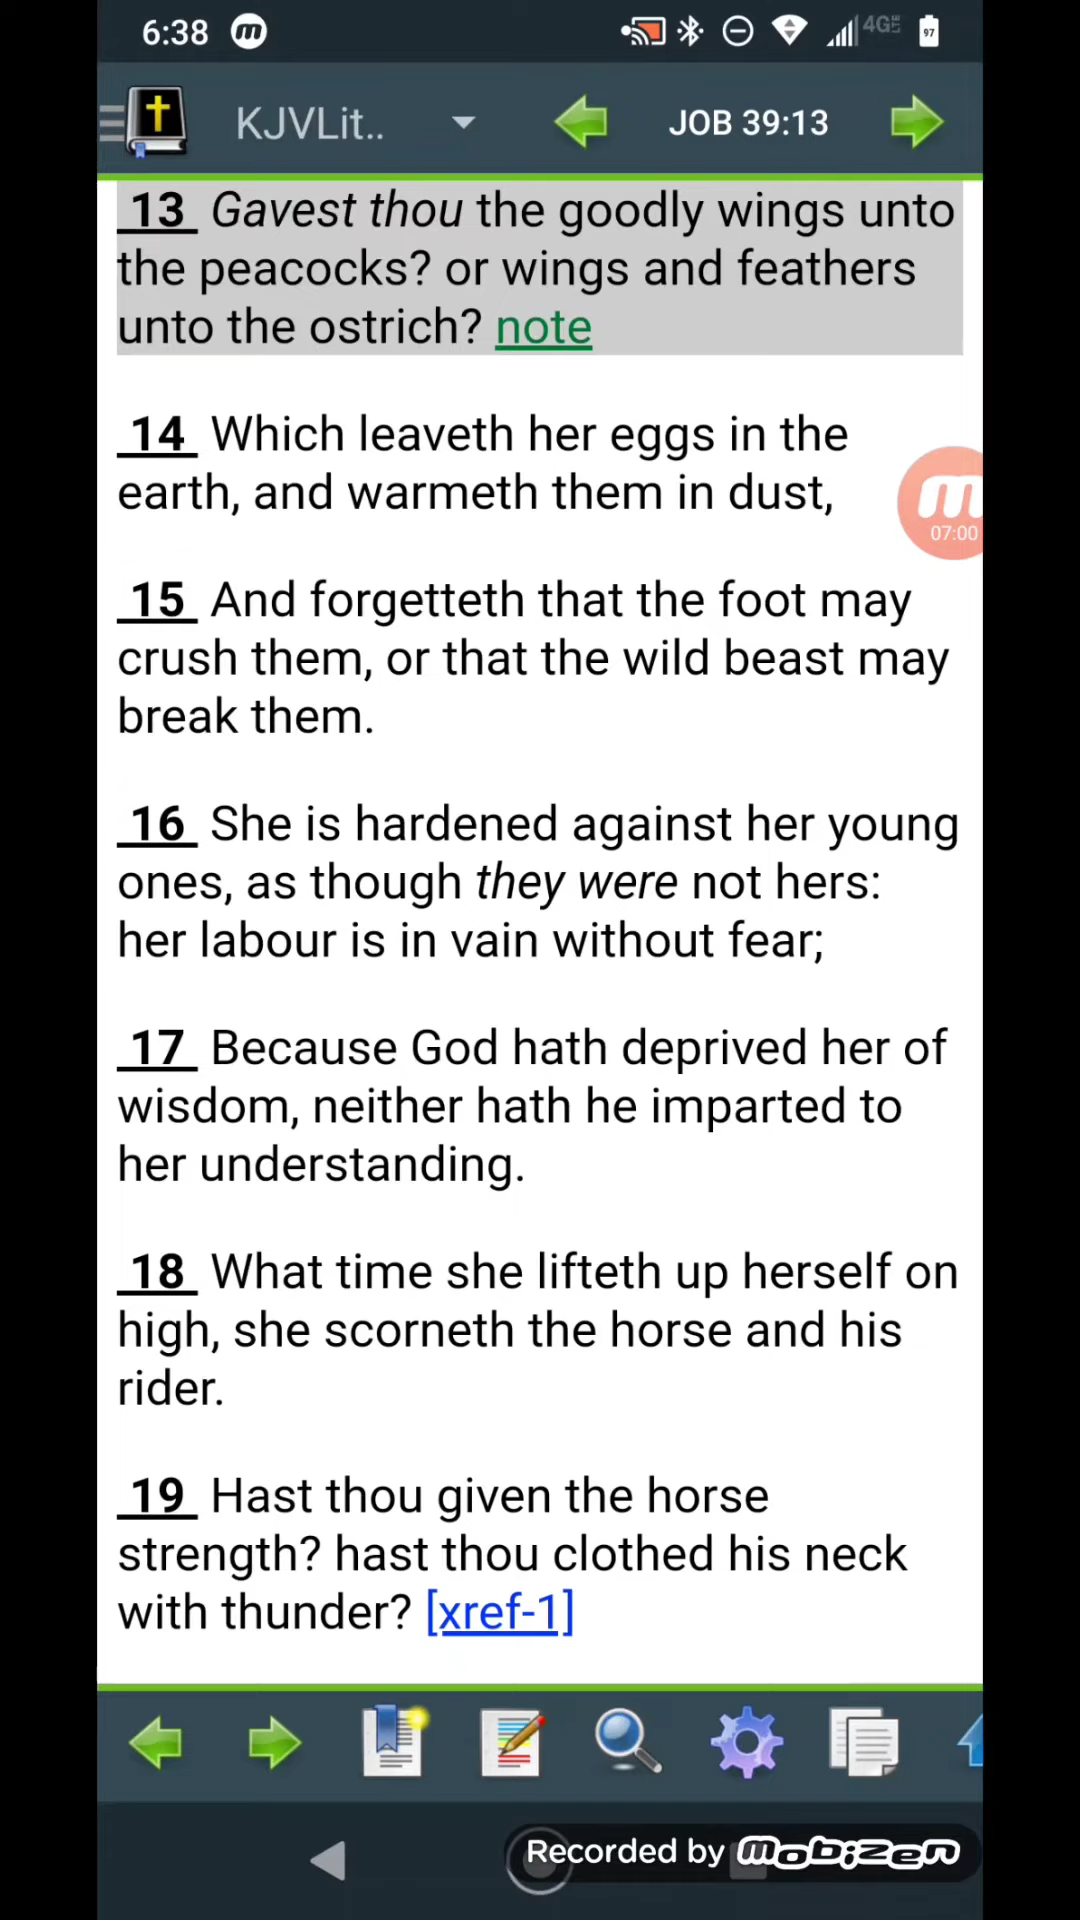 6:38 m 4G LTE 97
KJVLit.. JOB 39:13
13 Gavest thou the goodly wings unto
the peacocks? or wings and feathers
unto the ostrich? note
14 Which leaveth her eggs in the
earth, and warmeth them in dust,
m
07:00
15 And forgetteth that the foot may
crush them, or that the wild beast may
break them.
16 She is hardened against her young
ones, as though they were not hers:
her labour is in vain without fear;
17 Because God hath deprived her of
wisdom, neither hath he imparted to
her understanding.
18 What time she lifteth up herself on
high, she scorneth the horse and his
rider.
19 Hast thou given the horse
strength? hast thou clothed his neck
with thunder? [xref-1]
Recorded by mobizen